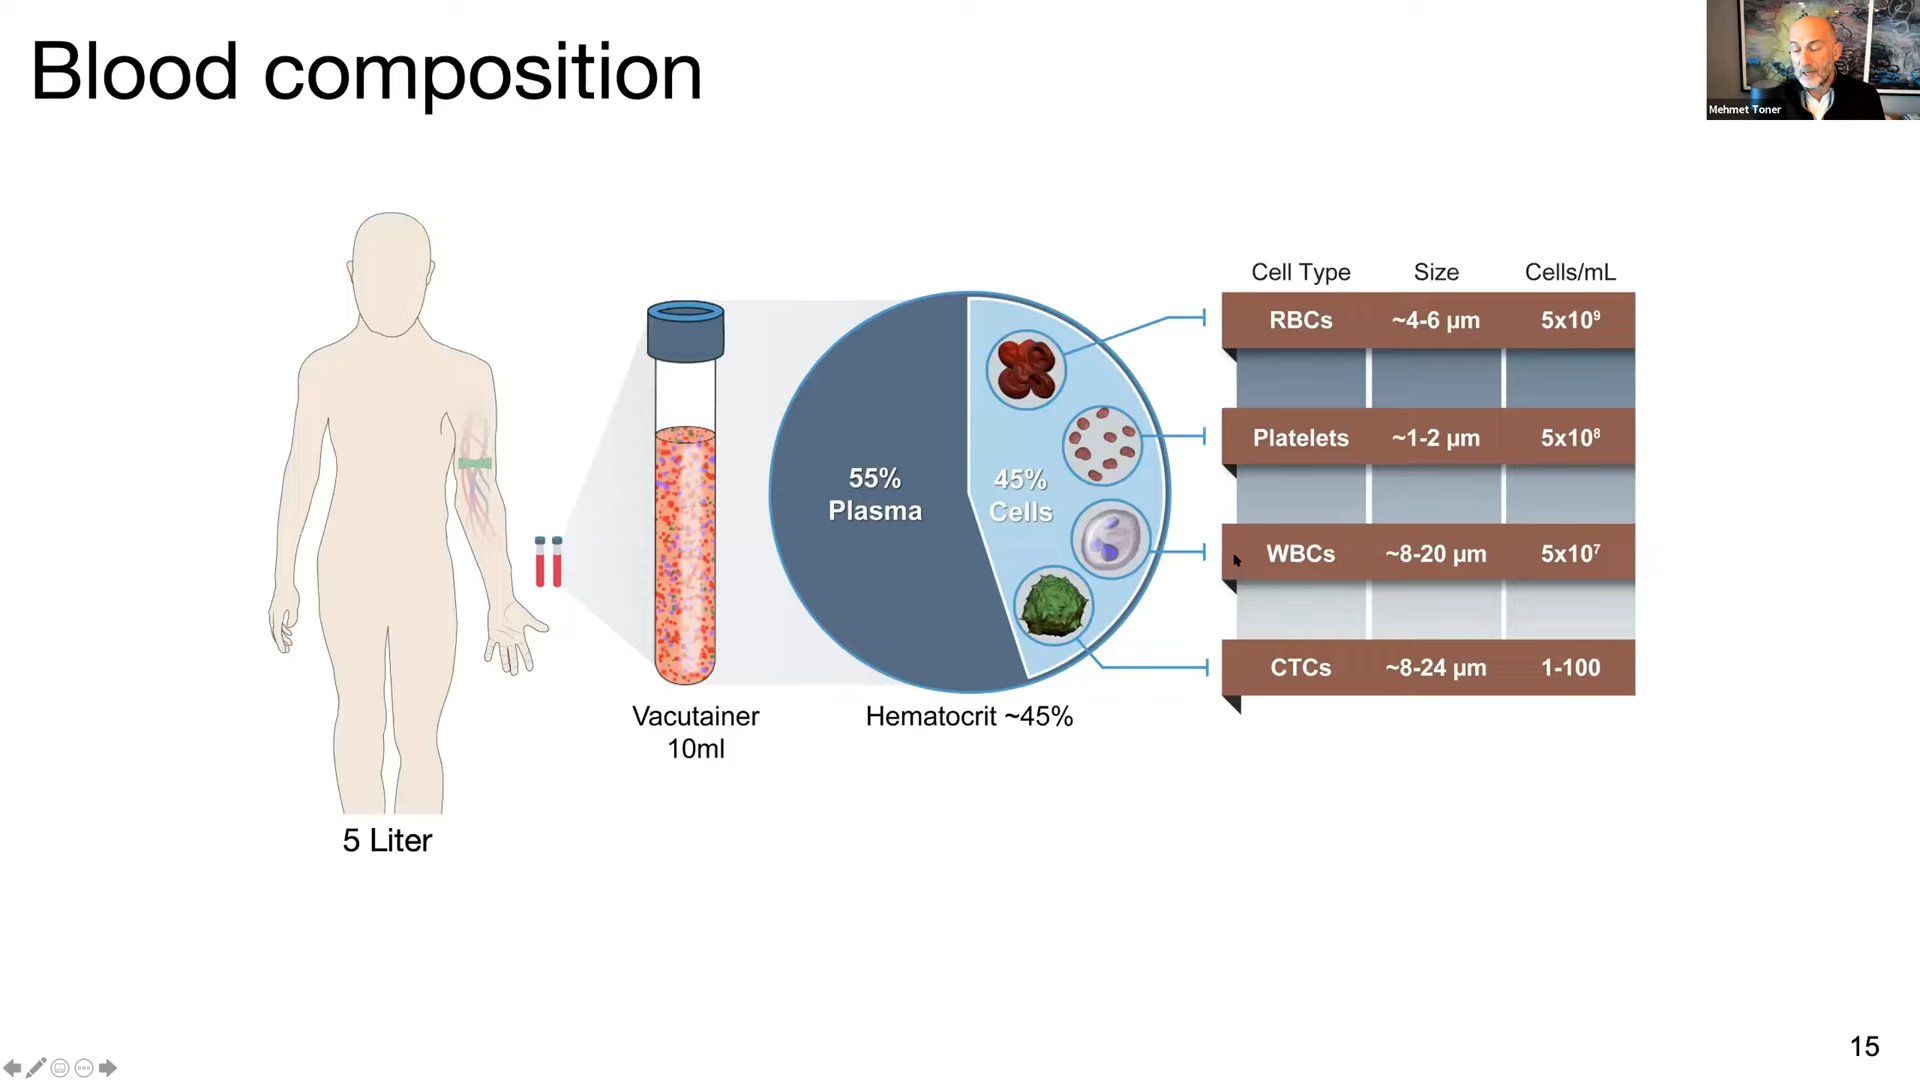 Blood composition
Mehmet Toner
Cell Type Size Cells/mL
RBCs ~4-6 µm 5x10⁹
Platelets ~1-2 µm 5x10⁸
WBCs ~8-20 µm 5x10⁷
CTCs ~8-24 µm 1-100
55%
Plasma
45%
Cells
Vacutainer
10ml
Hematocrit ~45%
5 Liter
15